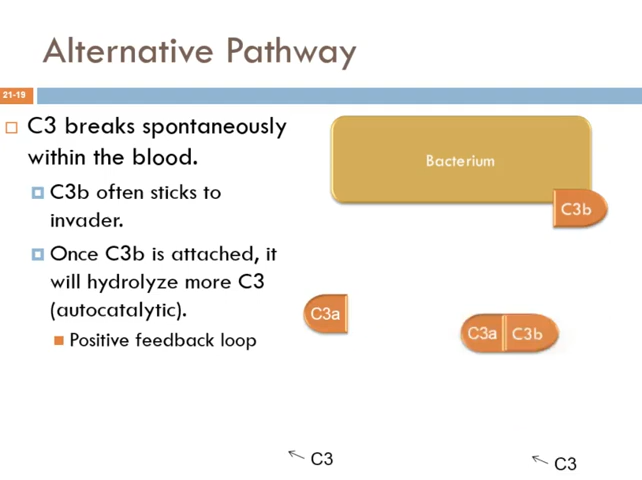 Alternative Pathway
21-19
C3 breaks spontaneously
within the blood.
C3b often sticks to
invader.
Once C3b is attached, it
will hydrolyze more C3
(autocatalytic).
Positive feedback loop
Bacterium
C3b
C3a
C3a C3b
C3
C3